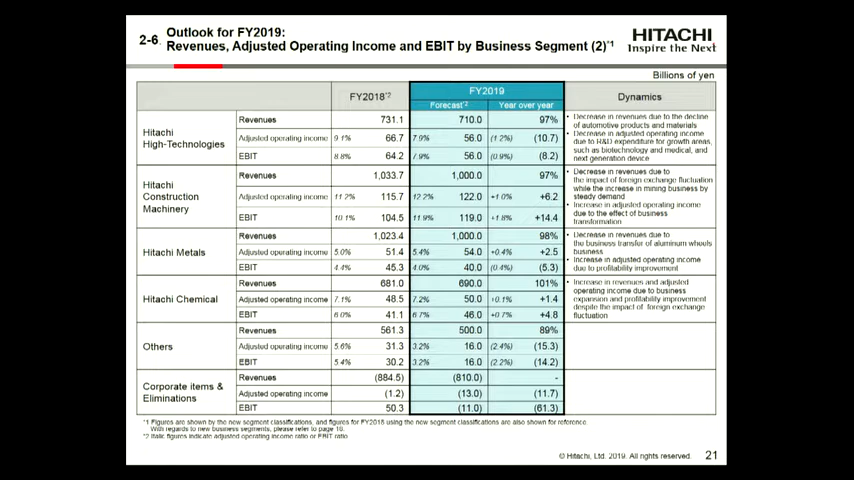 2-6. Outlook for FY2019:
Revenues, Adjusted Operating Income and EBIT by Business Segment (2)*1
HITACHI
Inspire the Next
Billions of yen
FY2018*2 FY2019 Dynamics
Forecast*2 Year over year
Hitachi High-Technologies
Revenues 731.1 710.0 97%
Adjusted operating income 9.1% 66.7 7.9% 56.0 (1.2%) (10.7)
EBIT 8.8% 64.2 7.9% 56.0 (0.9%) (8.2)
• Decrease in revenues due to the decline
of automotive products and materials
• Decrease in adjusted operating income
due to R&D expenditure for growth areas,
such as biotechnology and medical, and
next generation device
Hitachi Construction Machinery
Revenues 1,033.7 1,000.0 97%
Adjusted operating income 11.2% 115.7 12.2% 122.0 +1.0% +6.2
EBIT 10.1% 104.5 11.9% 119.0 +1.8% +14.4
• Decrease in revenues due to
the impact of foreign exchange fluctuation
while the increase in mining business by
steady demand
• Increase in adjusted operating income
due to the effect of business
transformation
Hitachi Metals
Revenues 1,023.4 1,000.0 98%
Adjusted operating income 5.0% 51.4 5.4% 54.0 +0.4% +2.5
EBIT 4.4% 45.3 4.0% 40.0 (0.4%) (5.3)
• Decrease in revenues due to
the business transfer of aluminum wheels
business
• Increase in adjusted operating income
due to profitability improvement
Hitachi Chemical
Revenues 681.0 690.0 101%
Adjusted operating income 7.1% 48.5 7.2% 50.0 +0.1% +1.4
EBIT 6.0% 41.1 6.7% 46.0 +0.7% +4.8
• Increase in revenues and adjusted
operating income due to business
expansion and profitability improvement
despite the impact of foreign exchange
fluctuation
Others
Revenues 561.3 500.0 89%
Adjusted operating income 5.6% 31.3 3.2% 16.0 (2.4%) (15.3)
EBIT 5.4% 30.2 3.2% 16.0 (2.2%) (14.2)
Corporate items & Eliminations
Revenues (884.5) (810.0) -
Adjusted operating income (1.2) (13.0) (11.7)
EBIT 50.3 (11.0) (61.3)
*1 Figures are shown by the new segment classifications, and figures for FY2018 using the new segment classifications are also shown for reference.
With regards to new business segments, please refer to page 16.
*2 Italic figures indicate adjusted operating income ratio or EBIT ratio
© Hitachi, Ltd. 2019. All rights reserved. 21